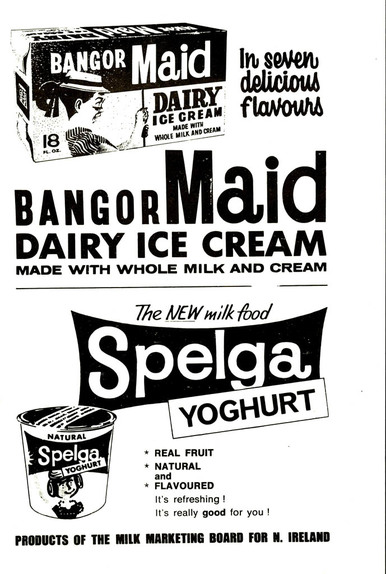 BANGOR Maid
DAIRY
ICE CREAM
MADE WITH
WHOLE MILK AND CREAM
18
FL. OZ.
In seven
delicious
flavours
BANGOR Maid
DAIRY ICE CREAM
MADE WITH WHOLE MILK AND CREAM
The NEW milk food
Spelga
YOGHURT
NATURAL
Spelga
YOGHURT
* REAL FRUIT
* NATURAL
and
* FLAVOURED
It's refreshing !
It's really good for you !
PRODUCTS OF THE MILK MARKETING BOARD FOR N. IRELAND